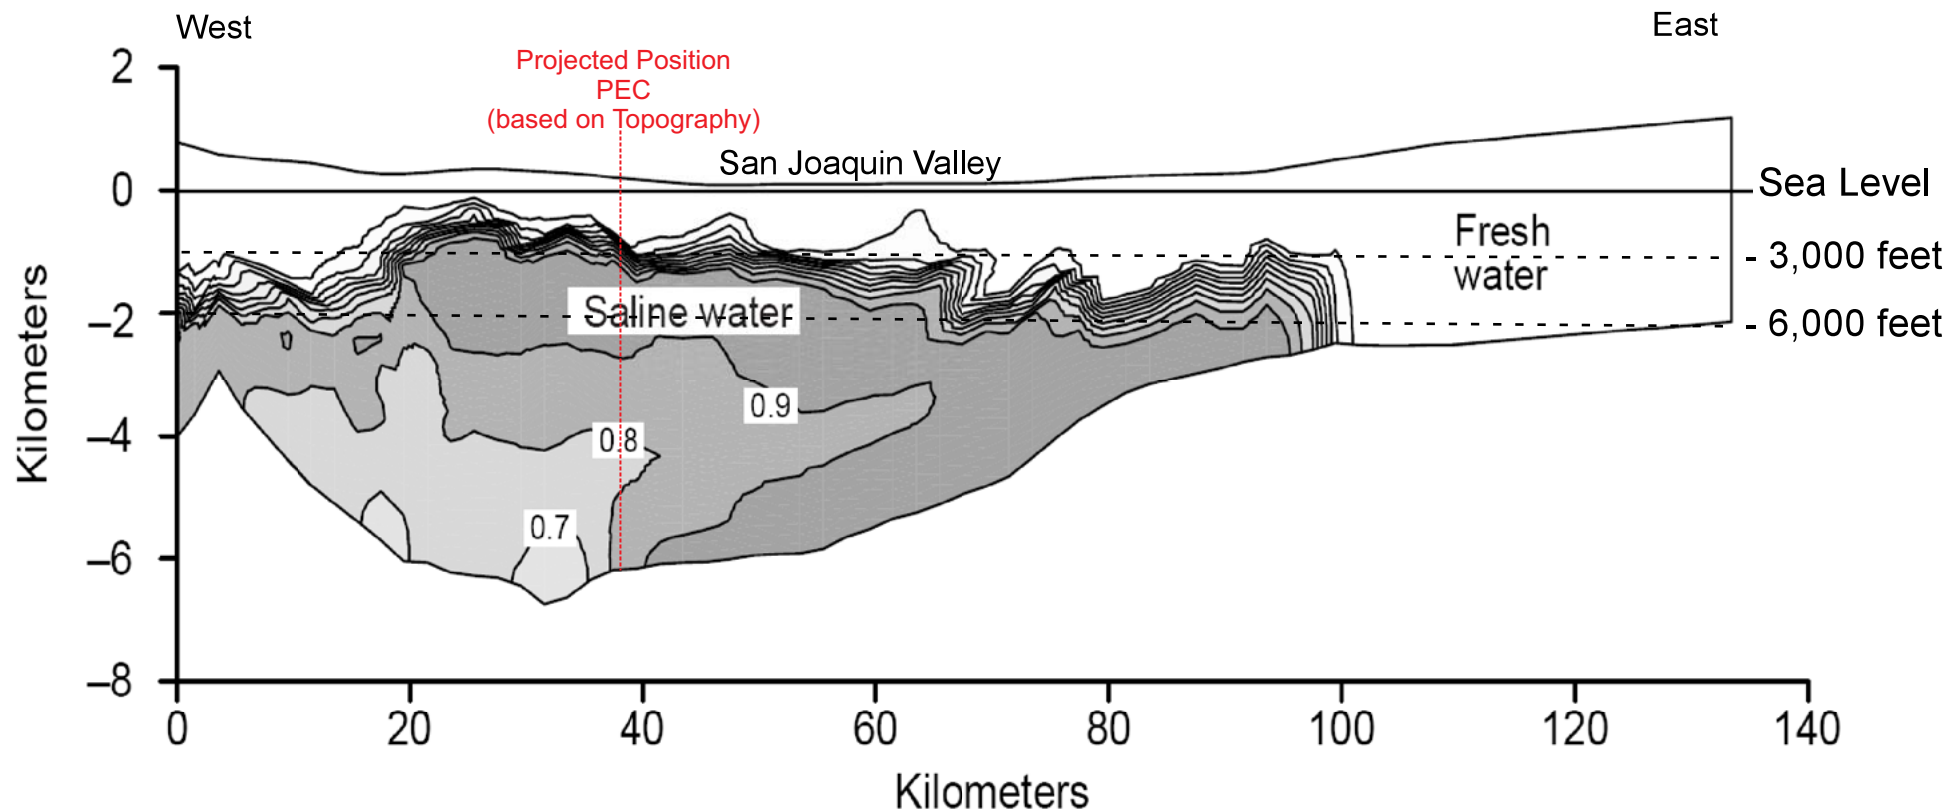 West
East
Projected Position
PEC
(based on Topography)
2
San Joaquin Valley
0
Sea Level
Fresh
water
- 3,000 feet
Saline water
–2
- 6,000 feet
Kilometers
0.9
–4
0.8
0.7
–6
–8
0
20
40
60
80
100
120
140
Kilometers